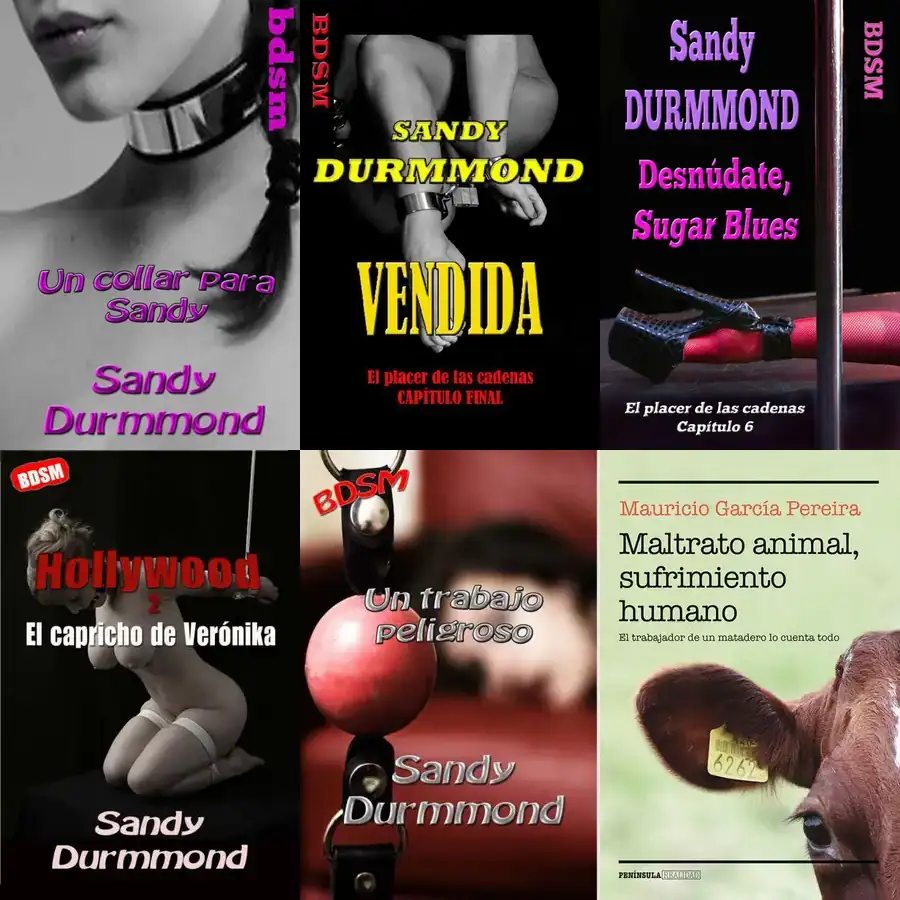 bdsm
Un collar para
Sandy
Sandy
Durmmond
BDSM
SANDY
DURMMOND
VENDIDA
El placer de las cadenas
CAPÍTULO FINAL
BDSM
Sandy
DURMMOND
Desnúdate,
Sugar Blues
El placer de las cadenas
Capítulo 6
BDSM
Hollywood
2
El capricho de Verónika
Sandy
Durmmond
BDSM
Un trabajo
peligroso
Sandy
Durmmond
Mauricio García Pereira
Maltrato animal,
sufrimiento
humano
El trabajador de un matadero lo cuenta todo
6262
PENÍNSULA REALIDAD